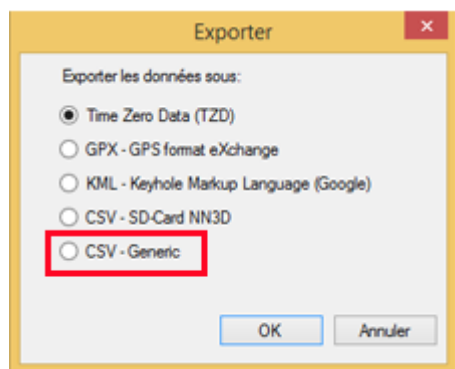 Exporter
Exporter les données sous:
Time Zero Data (TZD)
GPX - GPS format eXchange
KML - Keyhole Markup Language (Google)
CSV - SD-Card NN3D
CSV - Generic
OK
Annuler